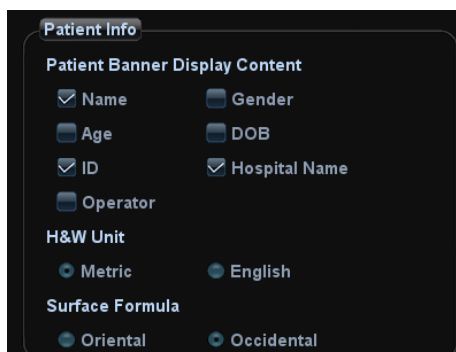 Patient Info
Patient Banner Display Content
Name Gender
Age DOB
ID Hospital Name
Operator
H&W Unit
Metric English
Surface Formula
Oriental Occidental